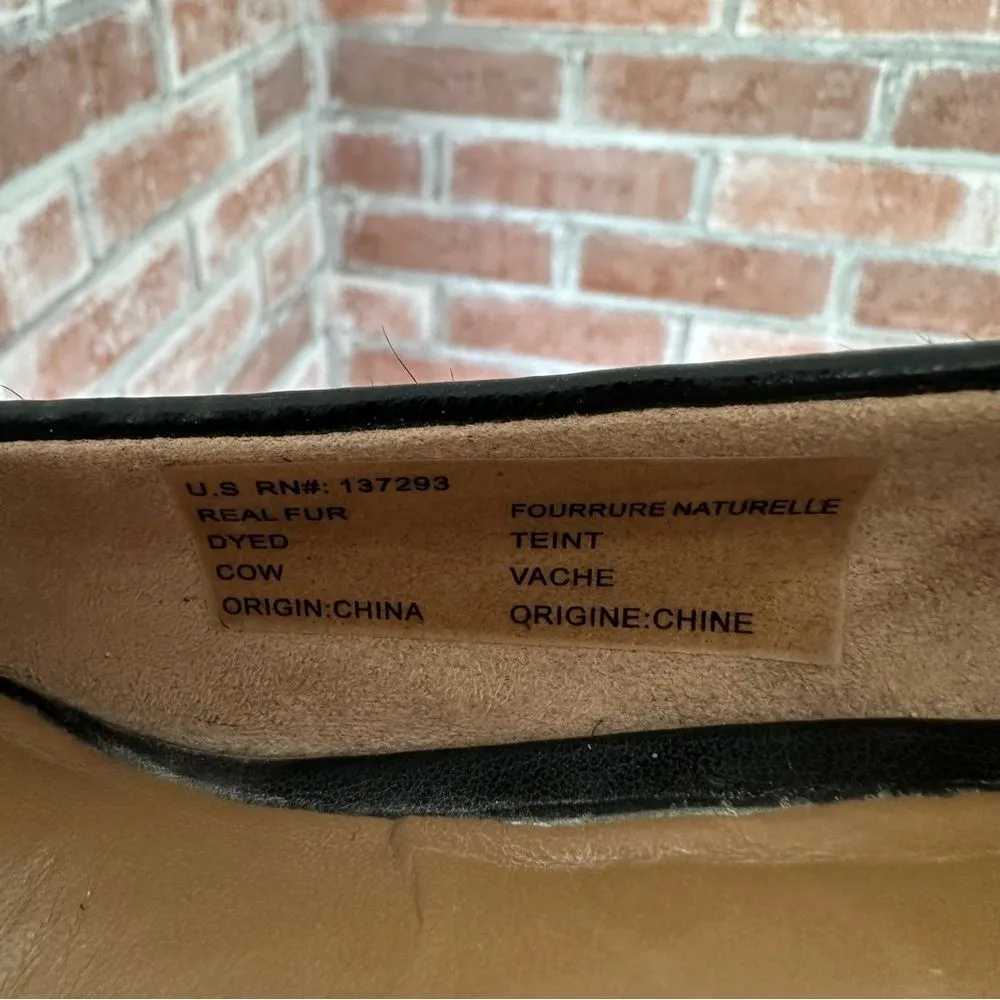 U.S RN#: 137293
REAL FUR
DYED
COW
ORIGIN:CHINA
FOURRURE NATURELLE
TEINT
VACHE
ORIGINE:CHINE